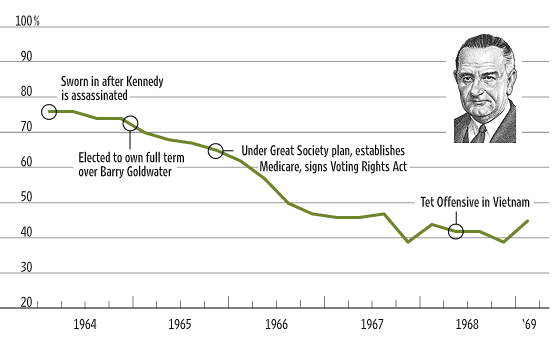 100%
90
Sworn in after Kennedy
is assassinated
80
70
Elected to own full term
over Barry Goldwater
Under Great Society plan, establishes
Medicare, signs Voting Rights Act
60
50
Tet Offensive in Vietnam
40
30
20
1964 1965 1966 1967 1968 '69